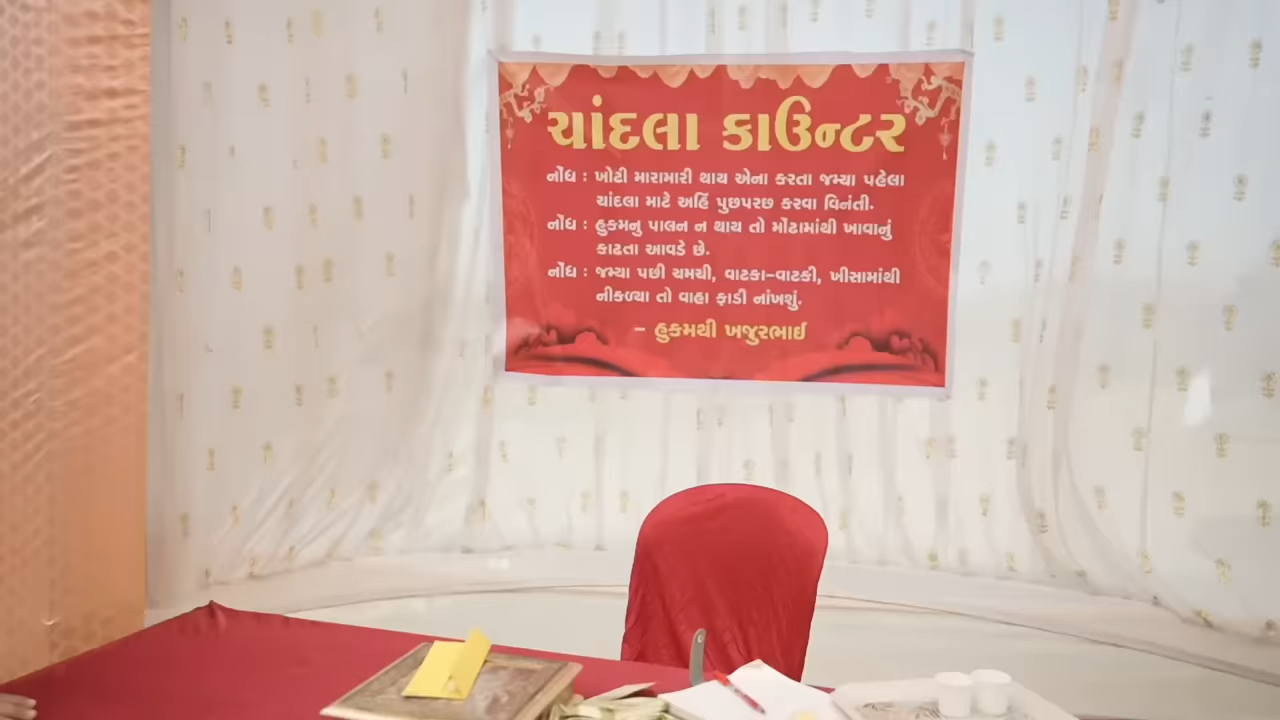 ચાંદલા કાઉન્ટર
નોંધ : ખોટી મારામારી થાય એના કરતા જમ્યા પહેલા
ચાંદલા માટે અહિં પુછપરછ કરવા વિનંતી.
નોંધ : હુકમનુ પાલન ન થાય તો મોંઢામાંથી ખાવાનું
કાઢતા આવડે છે.
નોંધ : જમ્યા પછી ચમચી, વાટકા-વાટકી, ખીસામાંથી
નીકળ્યા તો વાહા ફાડી નાંખશું.
– હુકમથી ખજુરભાઈ